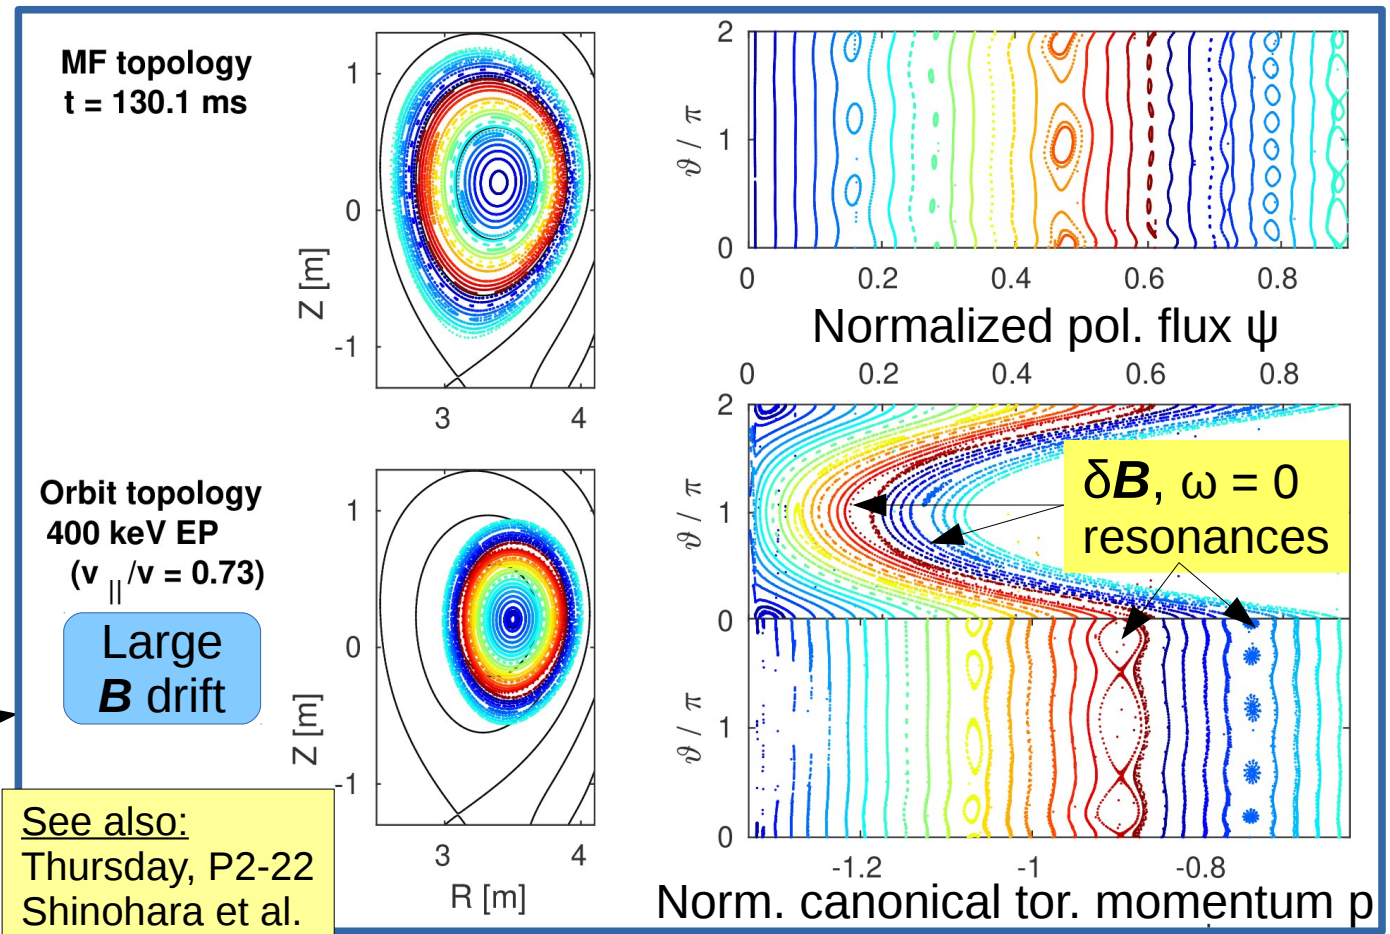 MF topology
t = 130.1 ms
1
0
-1
Z [m]
3
4
2
1
0
ϑ / π
0
0.2
0.4
0.6
0.8
Normalized pol. flux ψ
Orbit topology
400 keV EP
(v || /v = 0.73)
Large
B drift
1
0
-1
Z [m]
3
4
R [m]
0
0.2
0.4
0.6
0.8
2
1
0
ϑ / π
δB, ω = 0
resonances
1
0
ϑ / π
-1.2
-1
-0.8
Norm. canonical tor. momentum p
See also:
Thursday, P2-22
Shinohara et al.